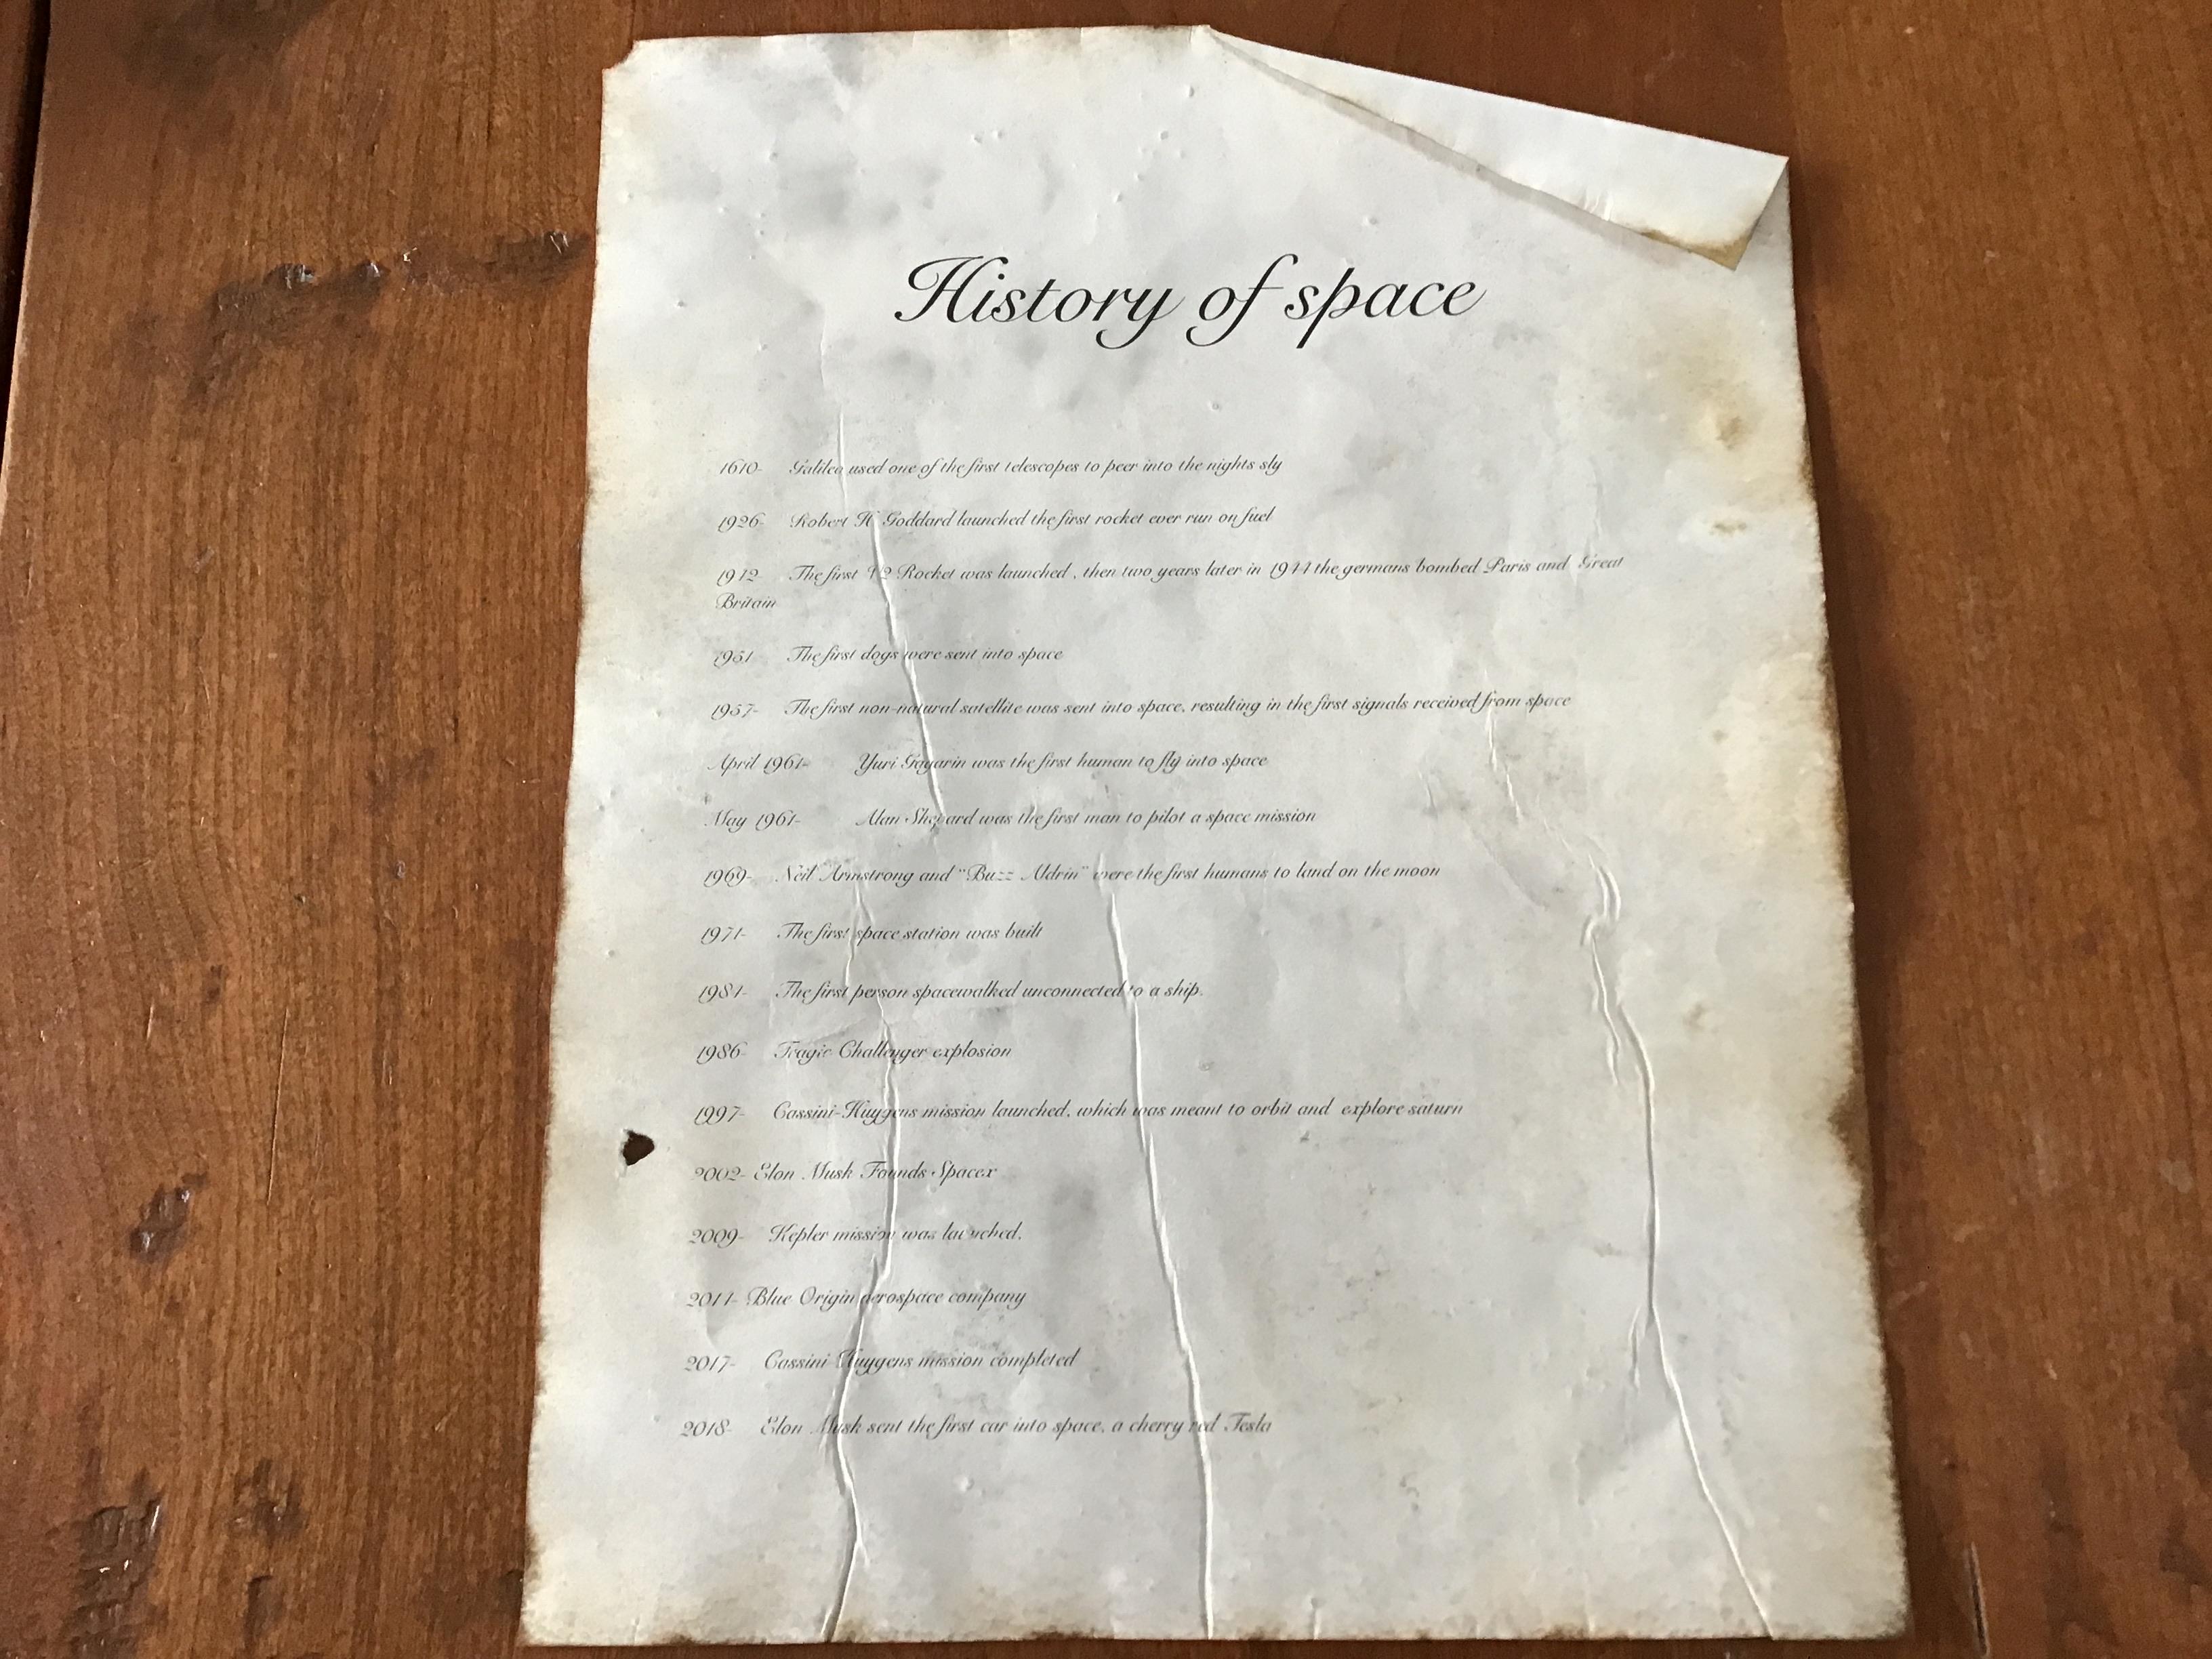 History of space
1610- Galileo used one of the first telescopes to peer into the nights sly
1926- Robert H Goddard launched the first rocket ever run on fuel
1942- The first V2 Rocket was launched , then two years later in 1944 the germans bombed Paris and Great
Britain
1951 The first dogs were sent into space
1957- The first non-natural satellite was sent into space, resulting in the first signals received from space
April 1961- Yuri Gagarin was the first human to fly into space
May 1961- Alan Shepard was the first man to pilot a space mission
1969- Neil Armstrong and "Buzz Aldrin" were the first humans to land on the moon
1971- The first space station was built
1984- The first person spacewalked unconnected to a ship.
1986- Tragic Challenger explosion
1997- Cassini-Huygens mission launched, which was meant to orbit and explore saturn
2002- Elon Musk Founds Spacex
2009- Kepler mission was launched.
2014- Blue Origin aerospace company
2017- Cassini-Huygens mission completed
2018- Elon Musk sent the first car into space, a cherry red Tesla